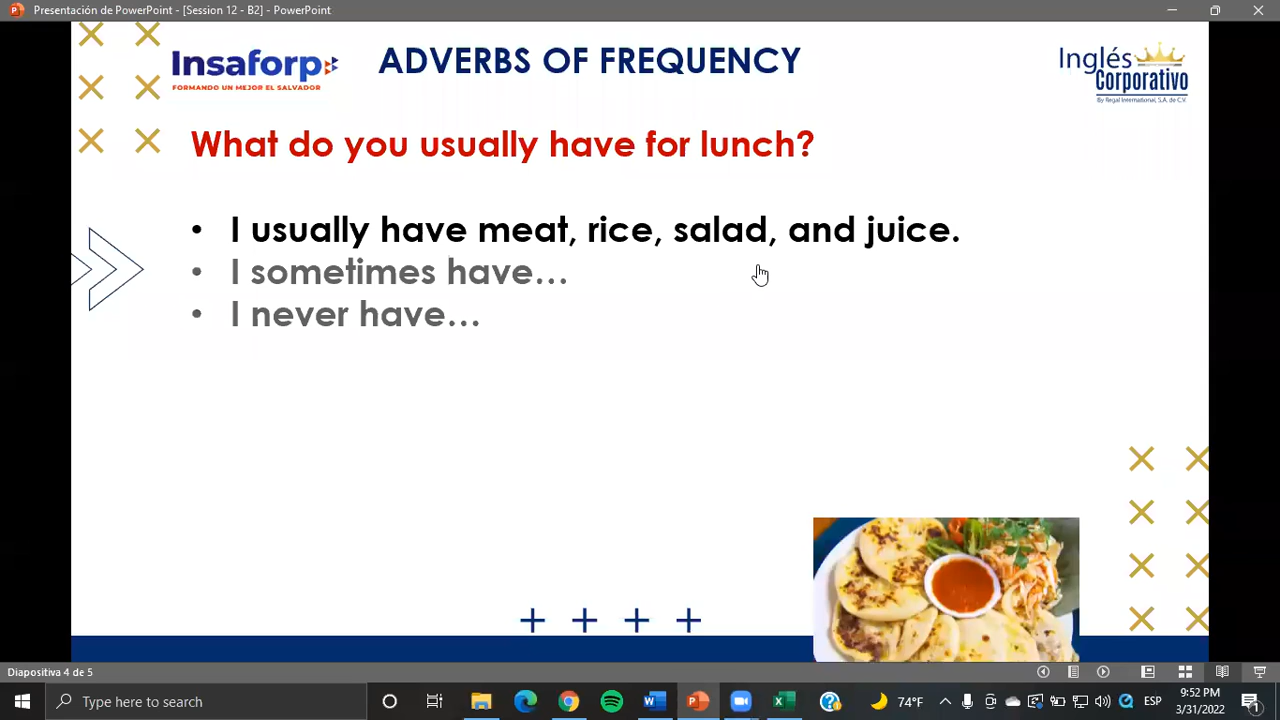 Presentación de PowerPoint - [Session 12 - B2] - PowerPoint
Insaforp
FORMANDO UN MEJOR EL SALVADOR
ADVERBS OF FREQUENCY
Inglés
Corporativo
By Regal International, S.A. de C.V.
What do you usually have for lunch?
• I usually have meat, rice, salad, and juice.
• I sometimes have...
• I never have...
Diapositiva 4 de 5
Type here to search
74°F
ESP
9:52 PM
3/31/2022
1